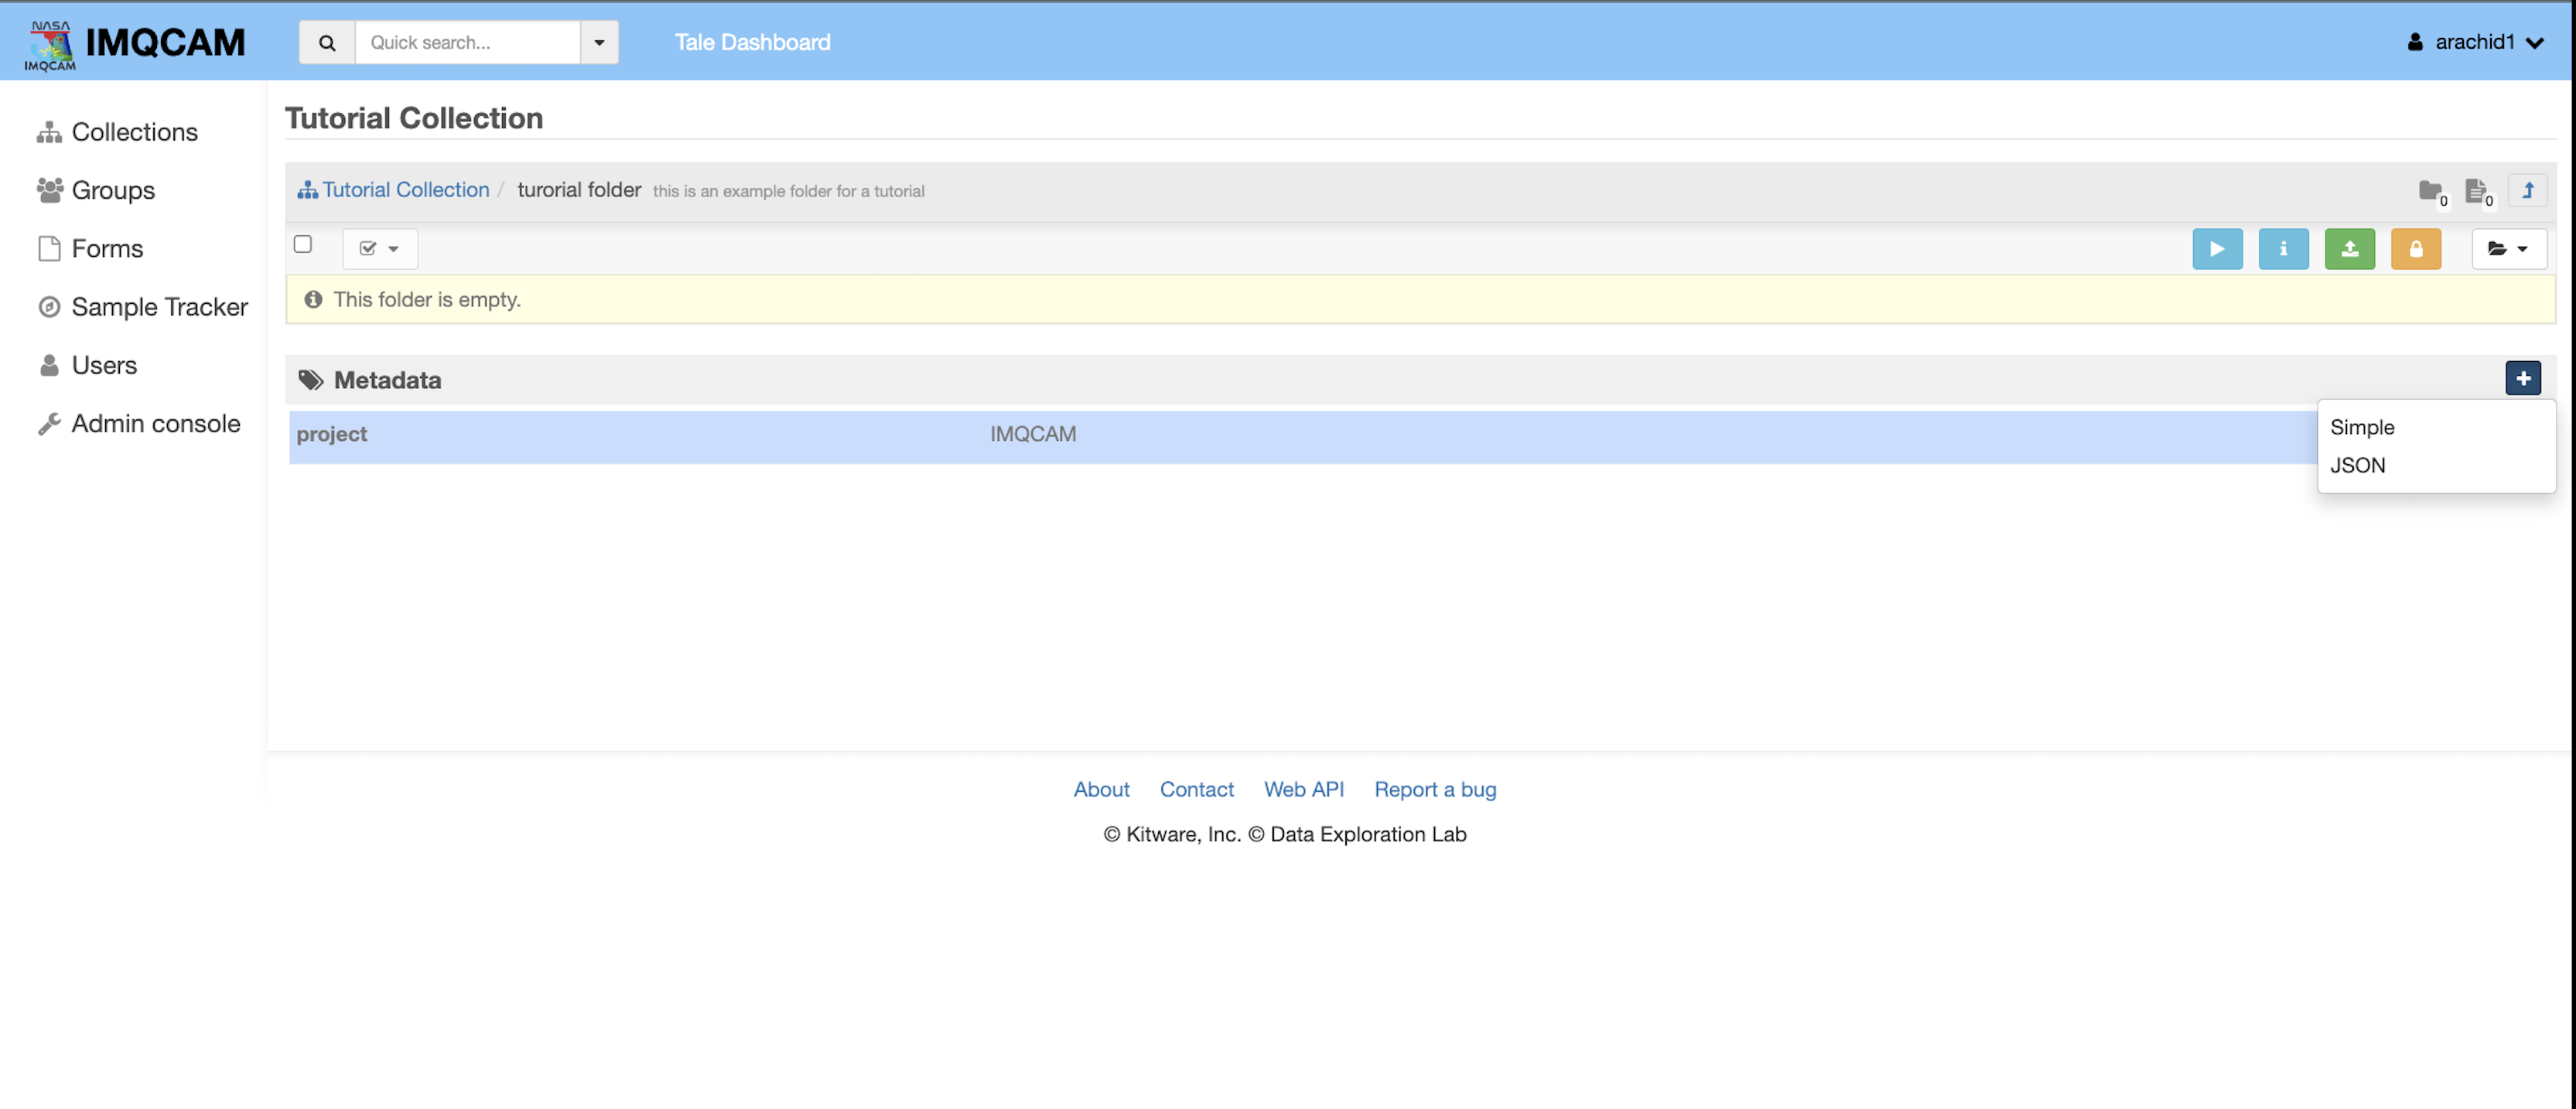 NASA
IMQCAM
IMQCAM
Quick search...
Tale Dashboard
arachid1
Collections
Groups
Forms
Sample Tracker
Users
Admin console
Tutorial Collection
Tutorial Collection / turorial folder this is an example folder for a tutorial
0 0
This folder is empty.
Metadata
project IMQCAM
Simple
JSON
About Contact Web API Report a bug
© Kitware, Inc. © Data Exploration Lab